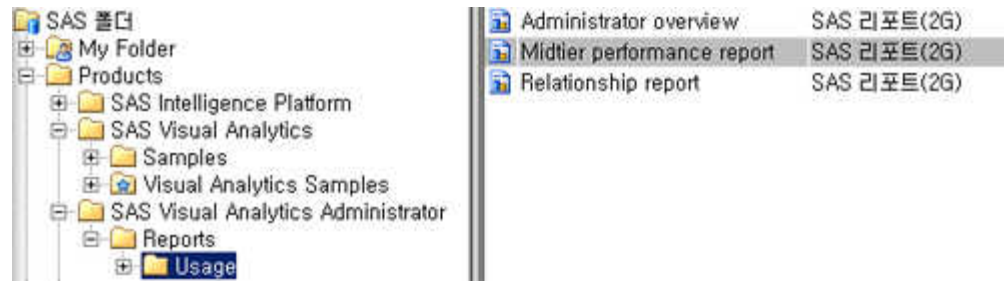 SAS 폴더
My Folder
Products
SAS Intelligence Platform
SAS Visual Analytics
Samples
Visual Analytics Samples
SAS Visual Analytics Administrator
Reports
Usage
Administrator overview SAS 리포트(2G)
Midtier performance report SAS 리포트(2G)
Relationship report SAS 리포트(2G)